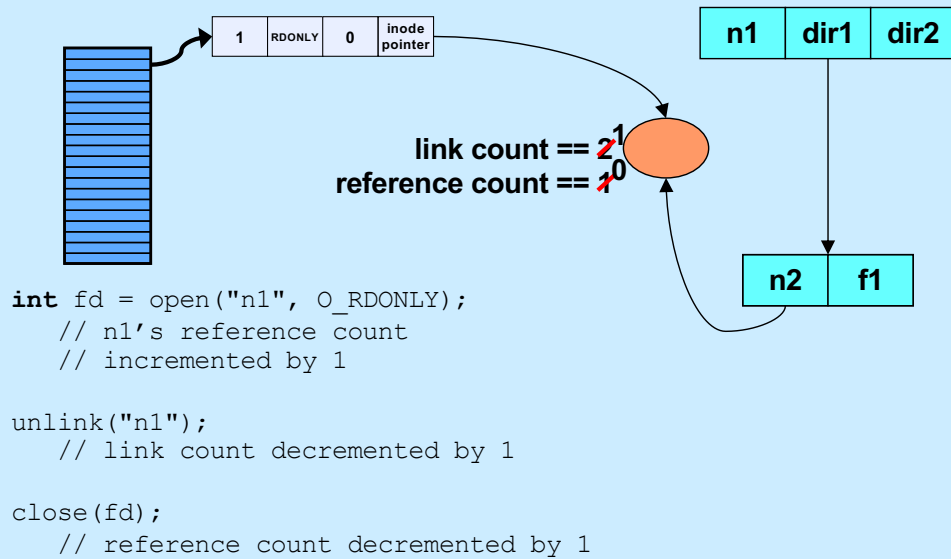 1 RDONLY 0 inode pointer
n1 dir1 dir2
link count == 2 1
reference count == 1 0
n2 f1
int fd = open("n1", O_RDONLY);
// n1’s reference count
// incremented by 1
unlink("n1");
// link count decremented by 1
close(fd);
// reference count decremented by 1